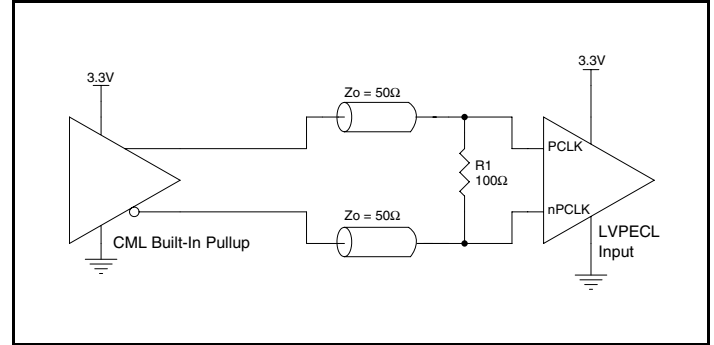 3.3V
3.3V
Zo = 50Ω
R1
100Ω
PCLK
nPCLK
Zo = 50Ω
CML Built-In Pullup
LVPECL
Input